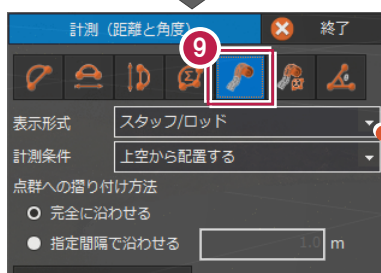 計測（距離と角度）
終了
9
表示形式 スタッフ/ロッド
計測条件 上空から配置する
点群への摺り付け方法
完全に沿わせる
指定間隔で沿わせる 1.0 m